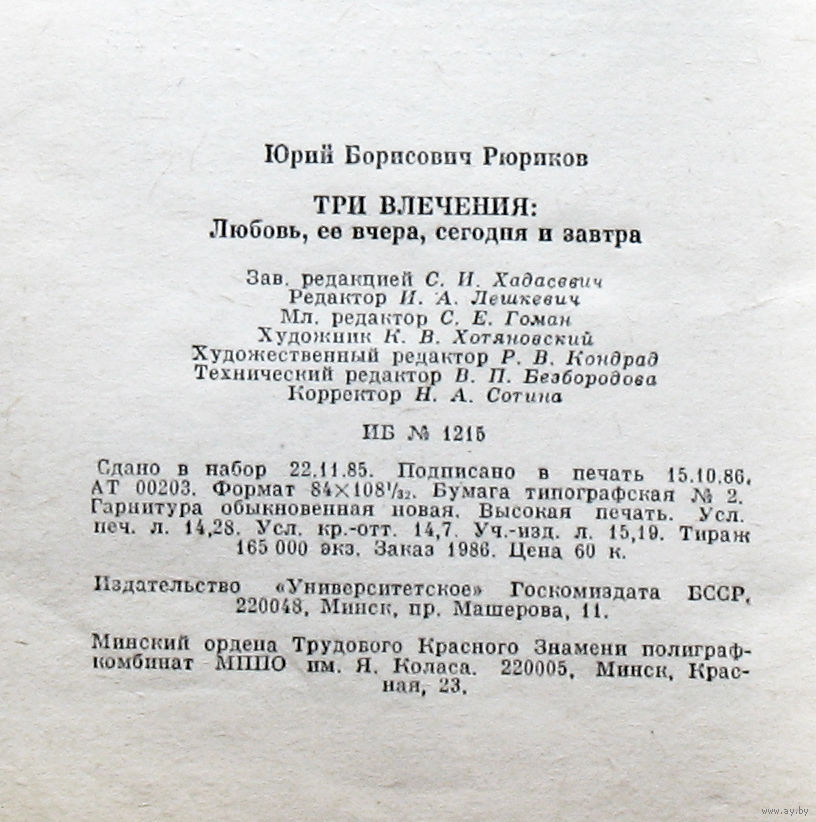 Юрий Борисович Рюриков
ТРИ ВЛЕЧЕНИЯ:
Любовь, ее вчера, сегодня и завтра
Зав. редакцией С. И. Хадасевич
Редактор И. А. Лешкевич
Мл. редактор С. Е. Гоман
Художник К. В. Хотяновский
Художественный редактор Р. В. Кондрад
Технический редактор В. П. Безбородова
Корректор Н. А. Сотина
ИБ № 1215
Сдано в набор 22.11.85. Подписано в печать 15.10.86.
АТ 00203. Формат 84×108¹/₃₂. Бумага типографская № 2.
Гарнитура обыкновенная новая. Высокая печать. Усл.
печ. л. 14,28. Усл. кр.-отт. 14,7. Уч.-изд. л. 15,19. Тираж
165 000 экз. Заказ 1986. Цена 60 к.
Издательство «Университетское» Госкомиздата БССР,
220048, Минск, пр. Машерова, 11.
Минский ордена Трудового Красного Знамени полиграф-
комбинат МППО им. Я. Коласа. 220005, Минск, Крас-
ная, 23.
www.ay.by